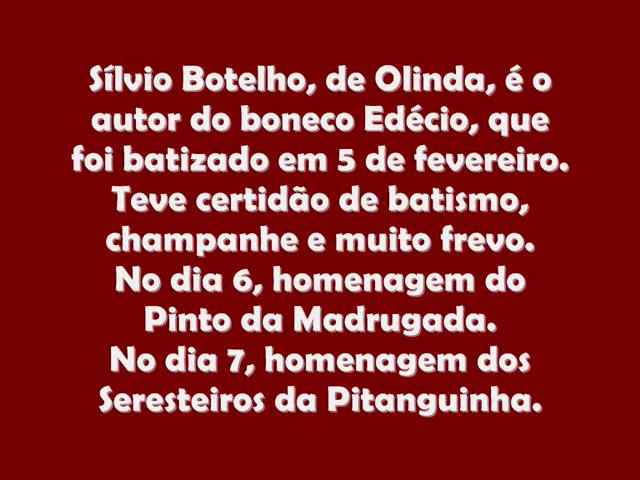 Sílvio Botelho, de Olinda, é o
autor do boneco Edécio, que
foi batizado em 5 de fevereiro.
Teve certidão de batismo,
champanhe e muito frevo.
No dia 6, homenagem do
Pinto da Madrugada.
No dia 7, homenagem dos
Seresteiros da Pitanguinha.